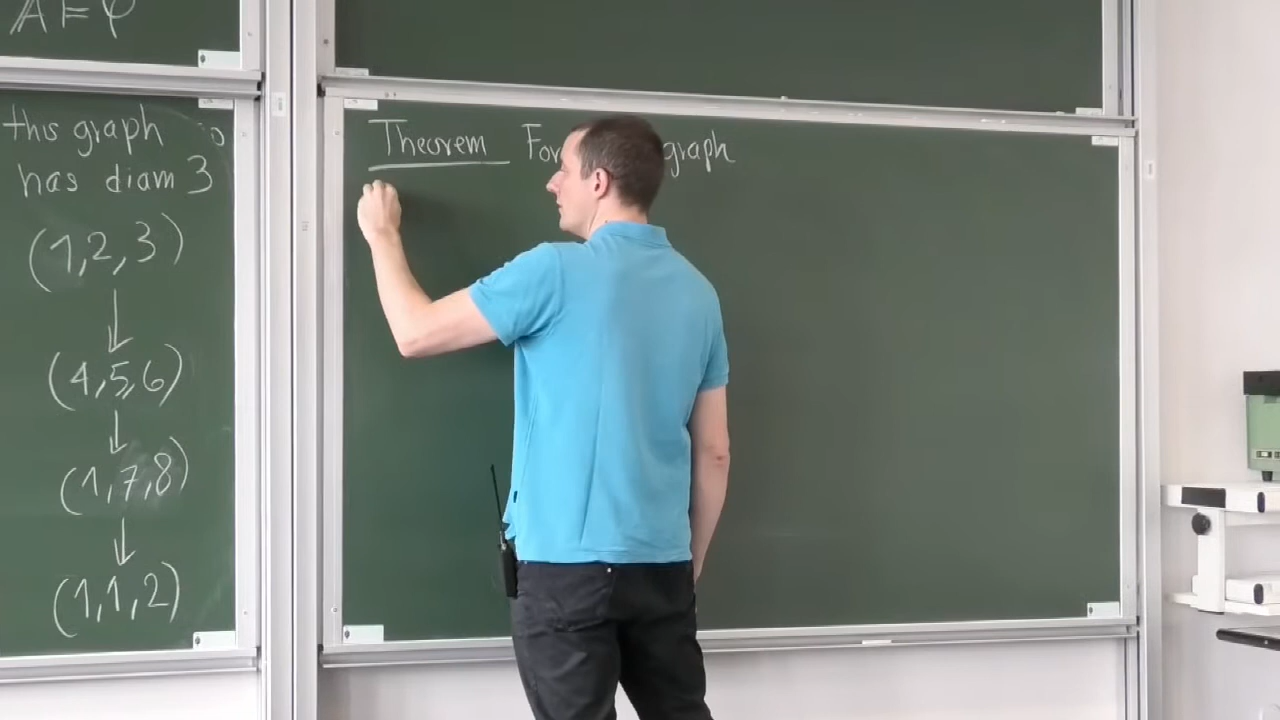 𝔸 ⊨ φ
this graph
has diam 3
(1,2,3)
↓
(4,5,6)
↓
(1,7,8)
↓
(1,1,2)
Theorem For graph